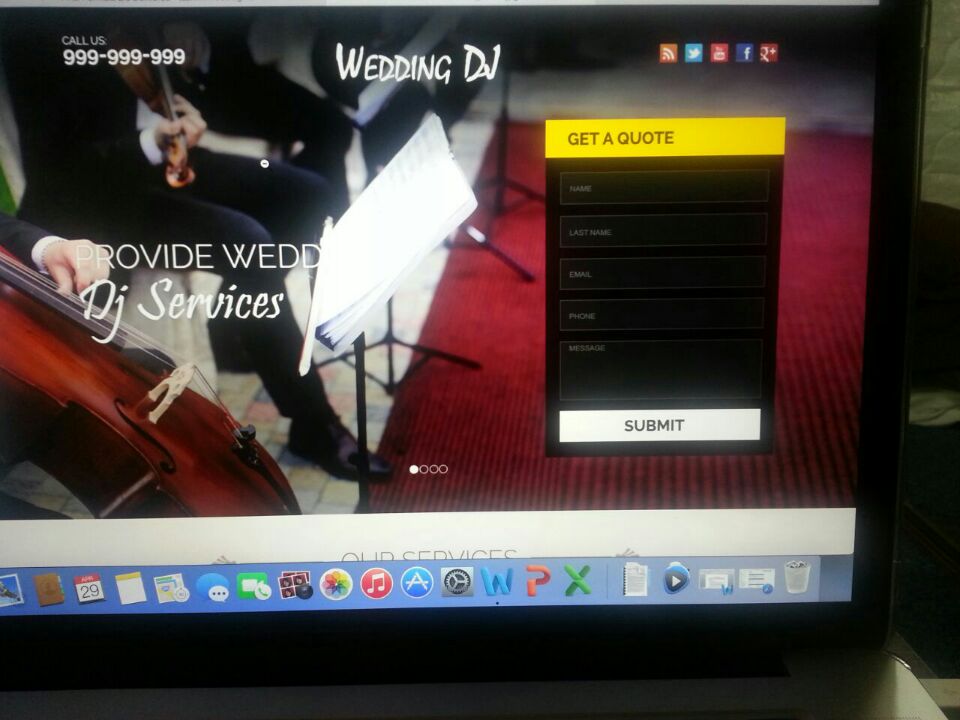 CALL US:
999-999-999
WEDDING DJ
GET A QUOTE
NAME
LAST NAME
EMAIL
PHONE
MESSAGE
SUBMIT
PROVIDE WEDD
Dj Services
OUR SERVICES
APR
29